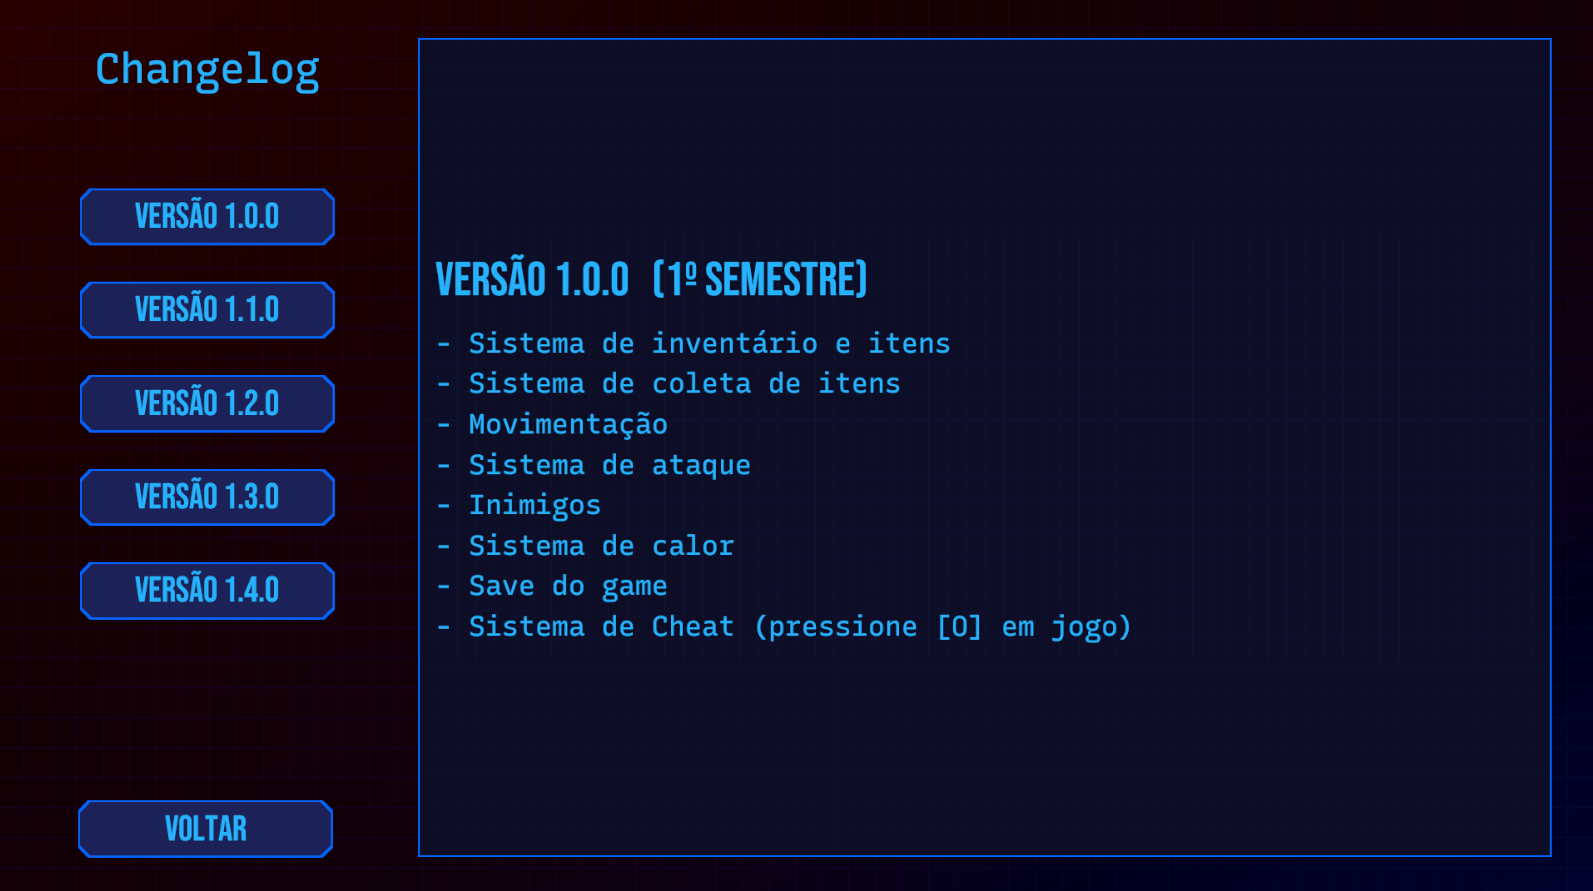 Changelog
VERSÃO 1.0.0
VERSÃO 1.1.0
VERSÃO 1.2.0
VERSÃO 1.3.0
VERSÃO 1.4.0
VOLTAR
VERSÃO 1.0.0 (1º SEMESTRE)
- Sistema de inventário e itens
- Sistema de coleta de itens
- Movimentação
- Sistema de ataque
- Inimigos
- Sistema de calor
- Save do game
- Sistema de Cheat (pressione [O] em jogo)